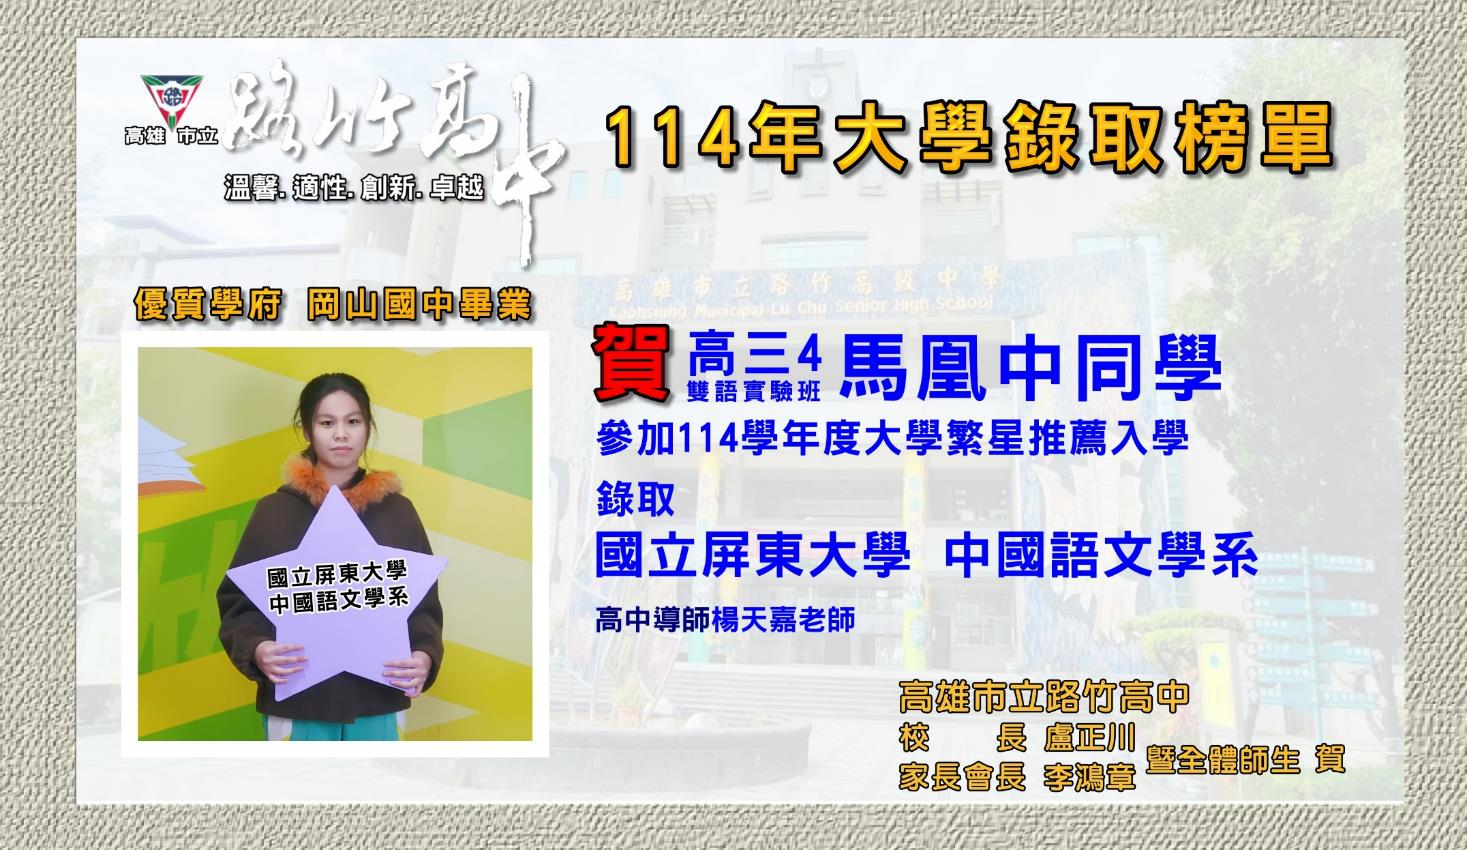 高雄市立路竹高中
溫馨.適性.創新.卓越
114年大學錄取榜單
優質學府 岡山國中畢業
高雄市立路竹高級中學
Kaohsiung Municipal Lu Chu Senior High School
賀 高三4 雙語實驗班 馬凰中同學
參加114學年度大學繁星推薦入學
錄取
國立屏東大學 中國語文學系
高中導師楊天嘉老師
國立屏東大學
中國語文學系
高雄市立路竹高中
校 長 盧正川
家長會長 李鴻章
暨全體師生 賀